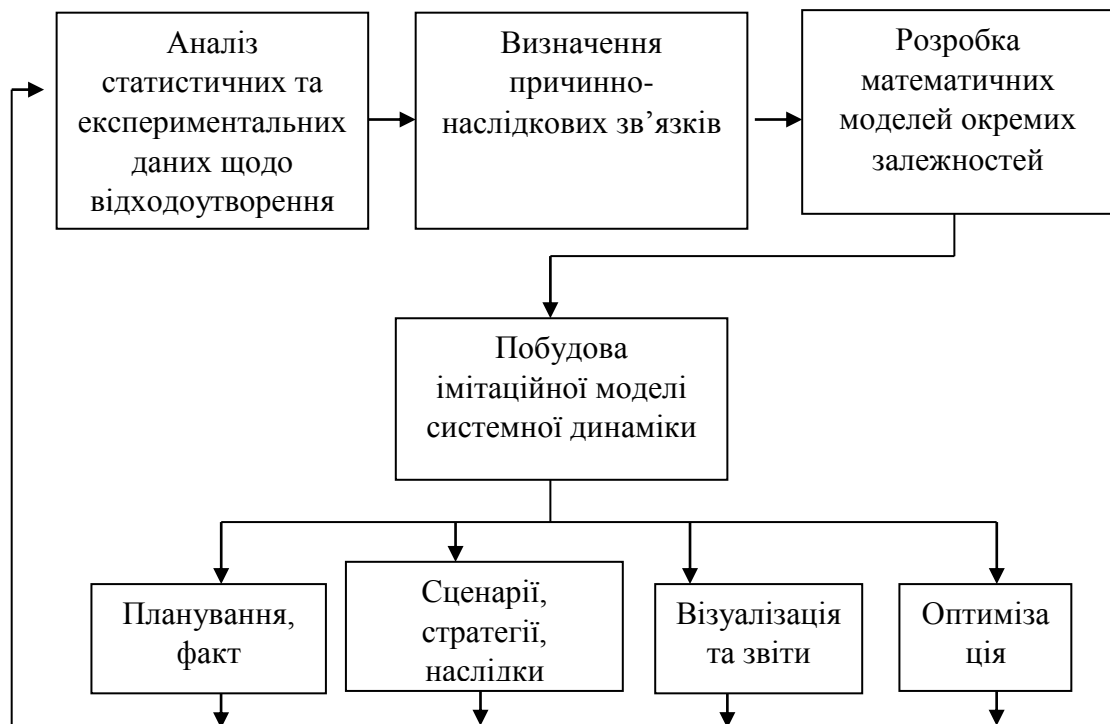 Аналіз
статистичних та
експериментальних
даних щодо
відходоутворення
Визначення
причинно-
наслідкових зв’язків
Розробка
математичних
моделей окремих
залежностей
Побудова
імітаційної моделі
системної динаміки
Планування,
факт
Сценарії,
стратегії,
наслідки
Візуалізація
та звіти
Оптиміза
ція